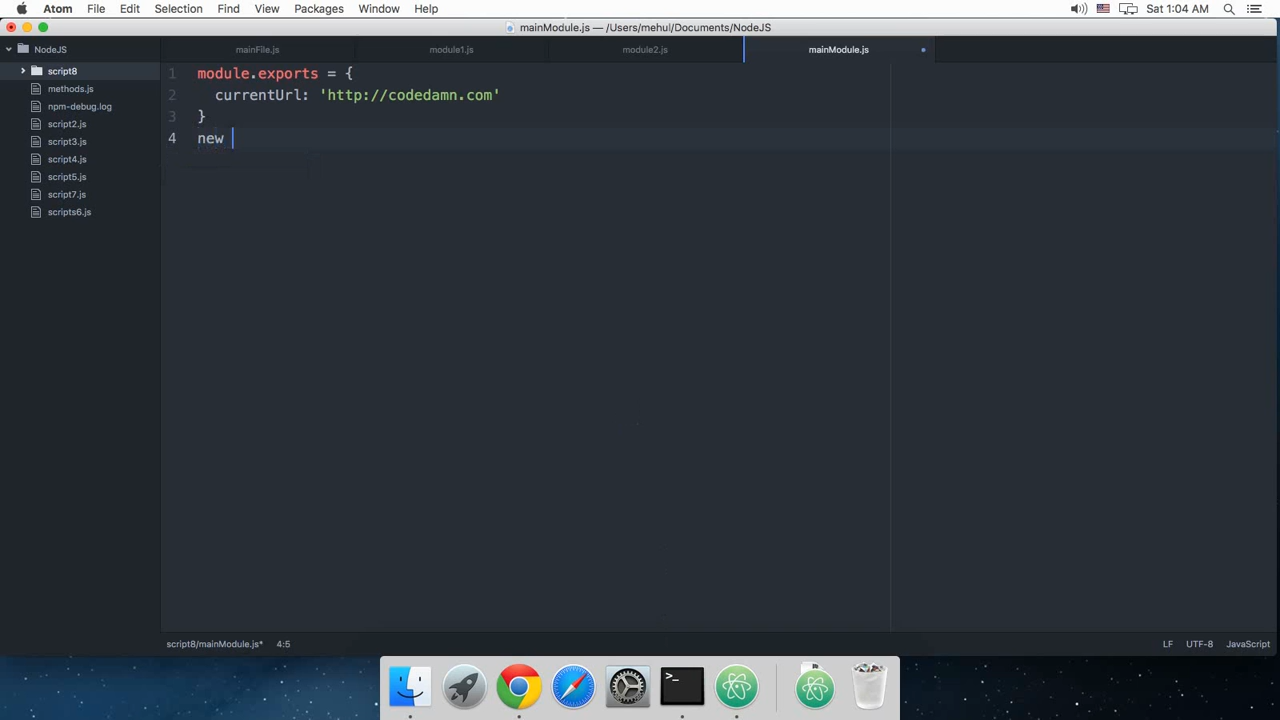 Atom File Edit Selection Find View Packages Window Help Sat 1:04 AM
mainModule.js — /Users/mehul/Documents/NodeJS
NodeJS
mainFile.js module1.js module2.js mainModule.js
script8
methods.js
npm-debug.log
script2.js
script3.js
script4.js
script5.js
script7.js
scripts6.js
1 module.exports = {
2 currentUrl: 'http://codedamn.com'
3 }
4 new
script8/mainModule.js* 4:5 LF UTF-8 JavaScript
>_